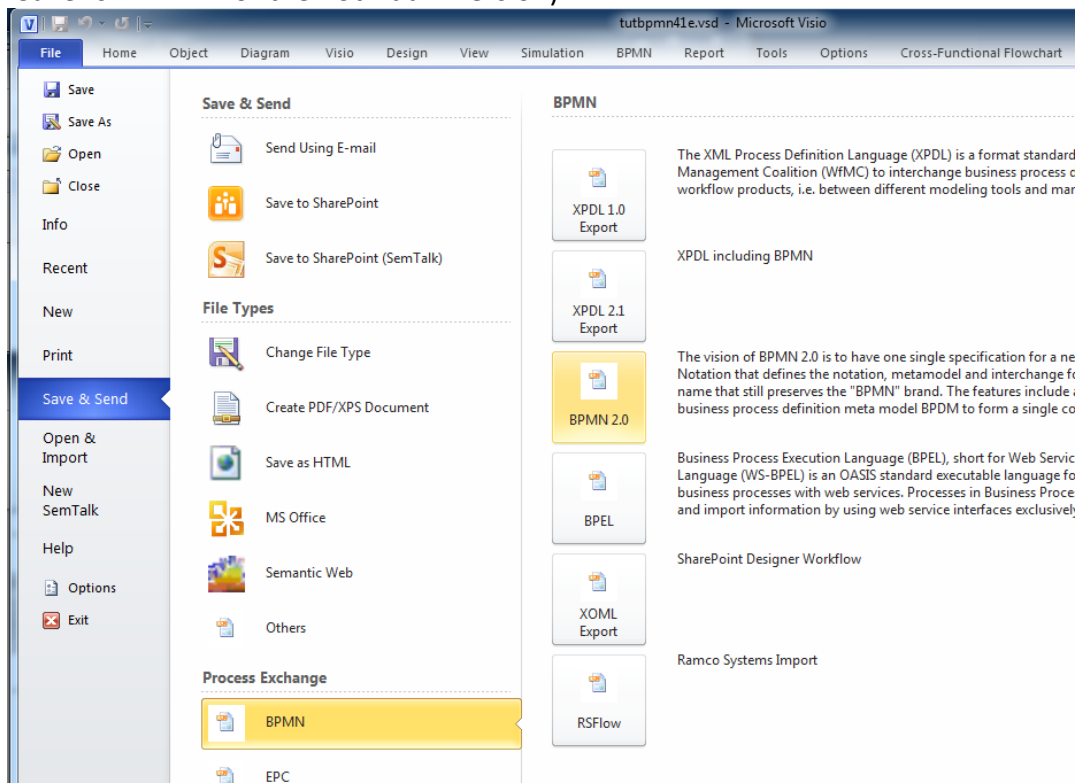 tutbpmn41e.vsd - Microsoft Visio
File Home Object Diagram Visio Design View Simulation BPMN Report Tools Options Cross-Functional Flowchart
Save
Save As
Open
Close
Info
Recent
New
Print
Save & Send
Open &
Import
New
SemTalk
Help
Options
Exit
Save & Send
Send Using E-mail
Save to SharePoint
Save to SharePoint (SemTalk)
File Types
Change File Type
Create PDF/XPS Document
Save as HTML
MS Office
Semantic Web
Others
Process Exchange
BPMN
EPC
BPMN
XPDL 1.0
Export
The XML Process Definition Language (XPDL) is a format standard
Management Coalition (WfMC) to interchange business process
workflow products, i.e. between different modeling tools and
XPDL 2.1
Export
XPDL including BPMN
BPMN 2.0
The vision of BPMN 2.0 is to have one single specification for a
Notation that defines the notation, metamodel and interchange
name that still preserves the "BPMN" brand. The features include
business process definition meta model BPDM to form a single
BPEL
Business Process Execution Language (BPEL), short for Web
Language (WS-BPEL) is an OASIS standard executable language
business processes with web services. Processes in Business
and import information by using web service interfaces
XOML
Export
SharePoint Designer Workflow
RSFlow
Ramco Systems Import